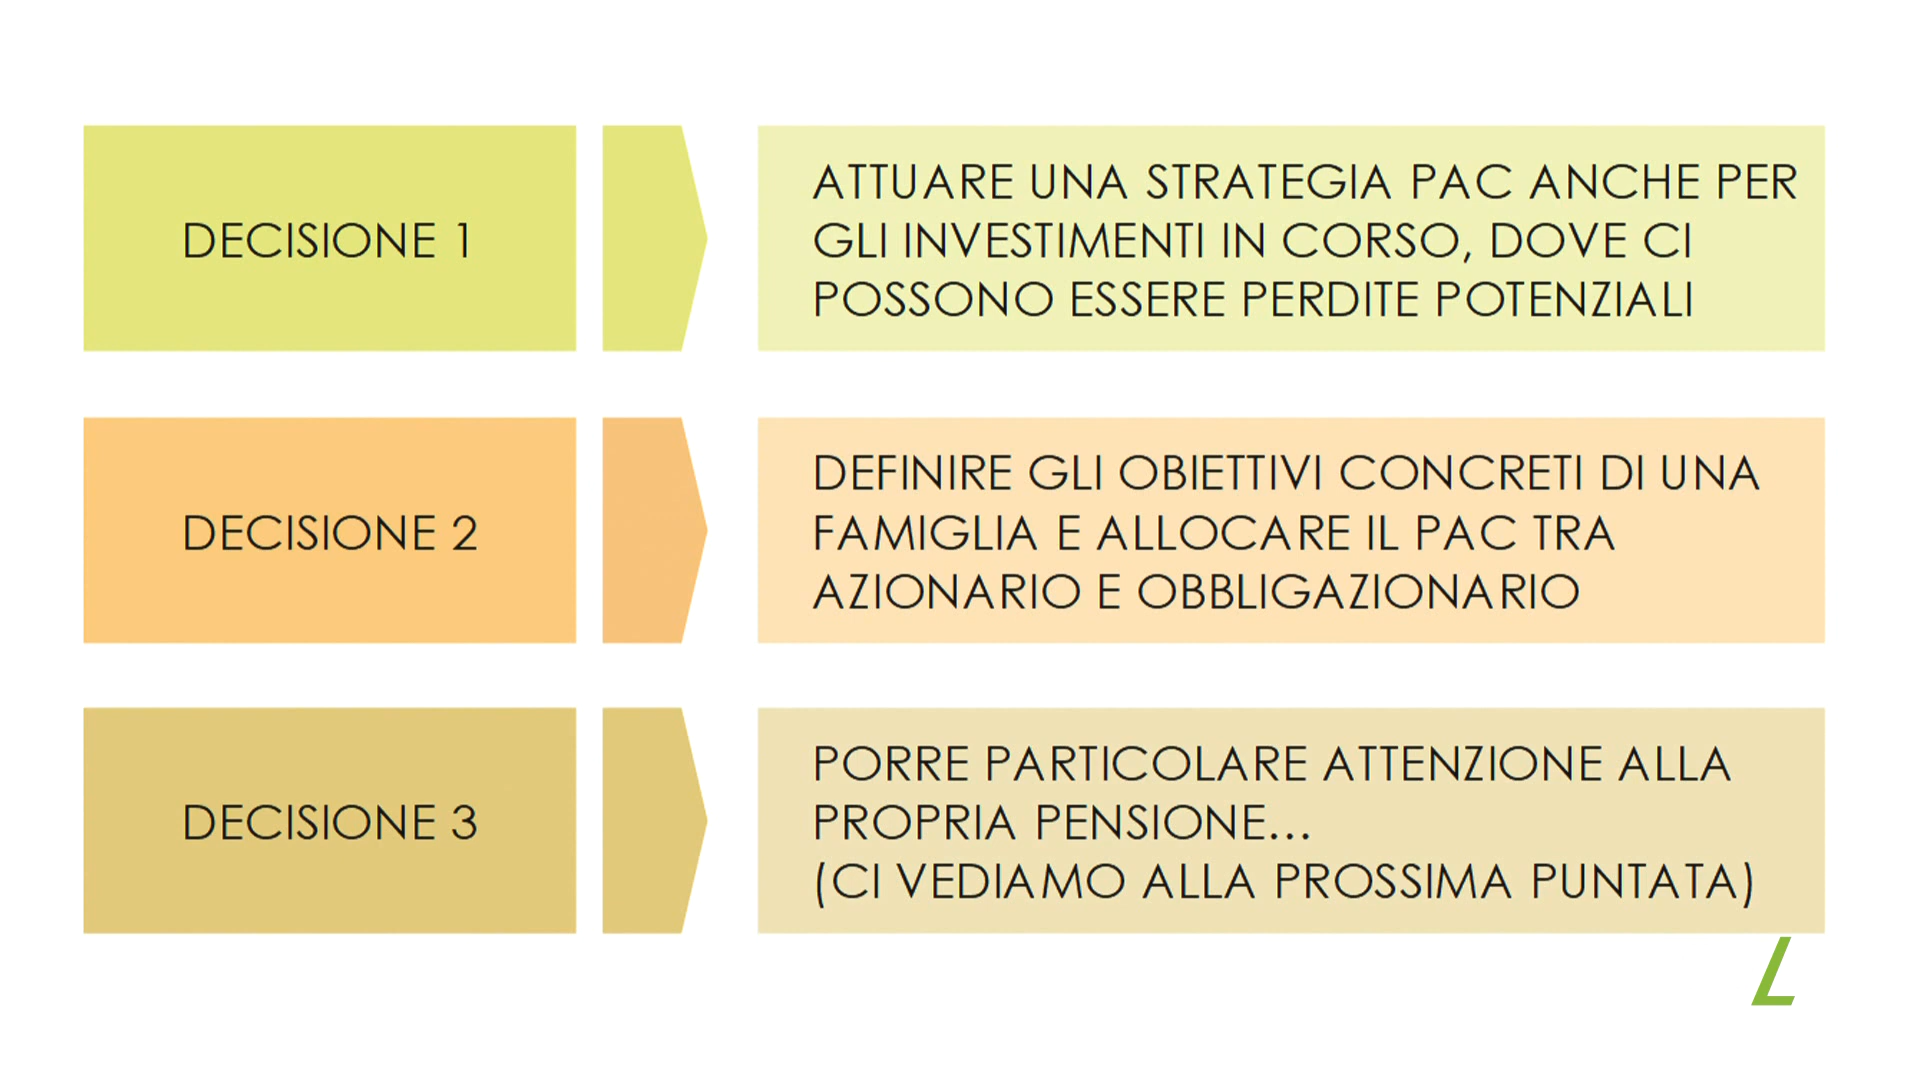 DECISIONE 1
ATTUARE UNA STRATEGIA PAC ANCHE PER
GLI INVESTIMENTI IN CORSO, DOVE CI
POSSONO ESSERE PERDITE POTENZIALI
DECISIONE 2
DEFINIRE GLI OBIETTIVI CONCRETI DI UNA
FAMIGLIA E ALLOCARE IL PAC TRA
AZIONARIO E OBBLIGAZIONARIO
DECISIONE 3
PORRE PARTICOLARE ATTENZIONE ALLA
PROPRIA PENSIONE...
(CI VEDIAMO ALLA PROSSIMA PUNTATA)